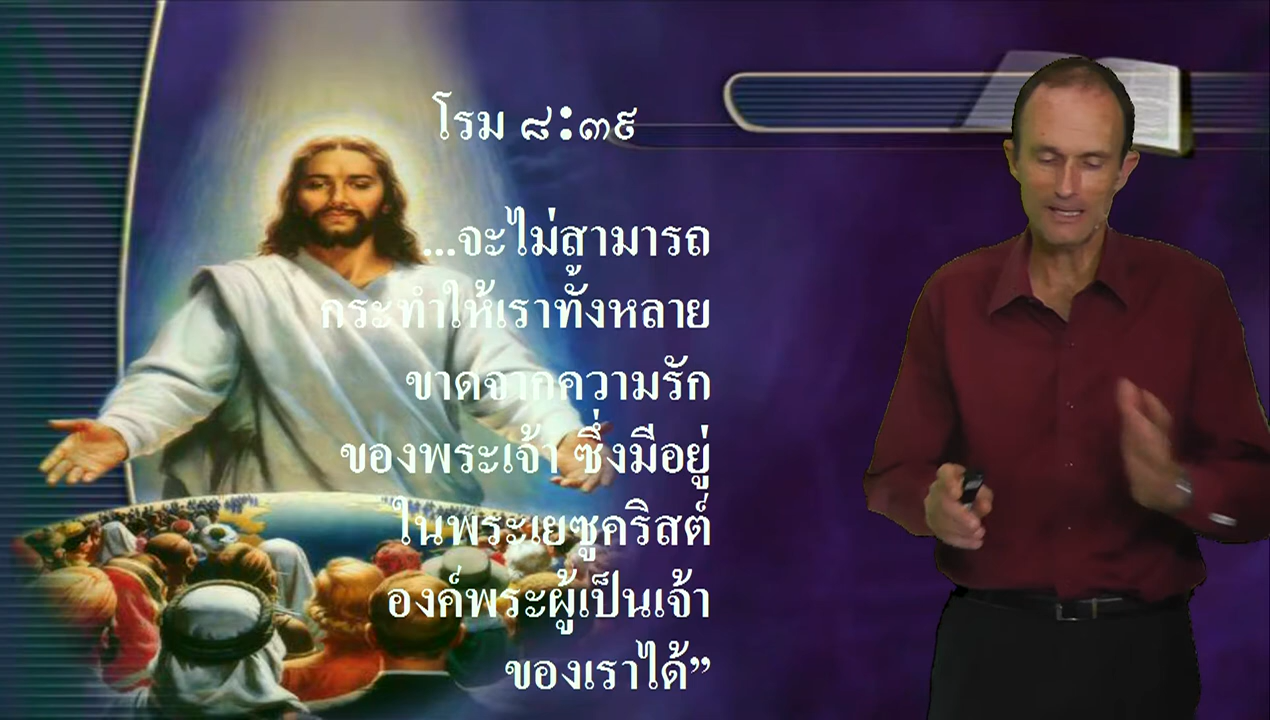 โรม ๘:๓๙
...จะไม่สามารถ
กระทำให้เราทั้งหลาย
ขาดจากความรัก
ของพระเจ้า ซึ่งมีอยู่
ในพระเยซูคริสต์
องค์พระผู้เป็นเจ้า
ของเราได้”